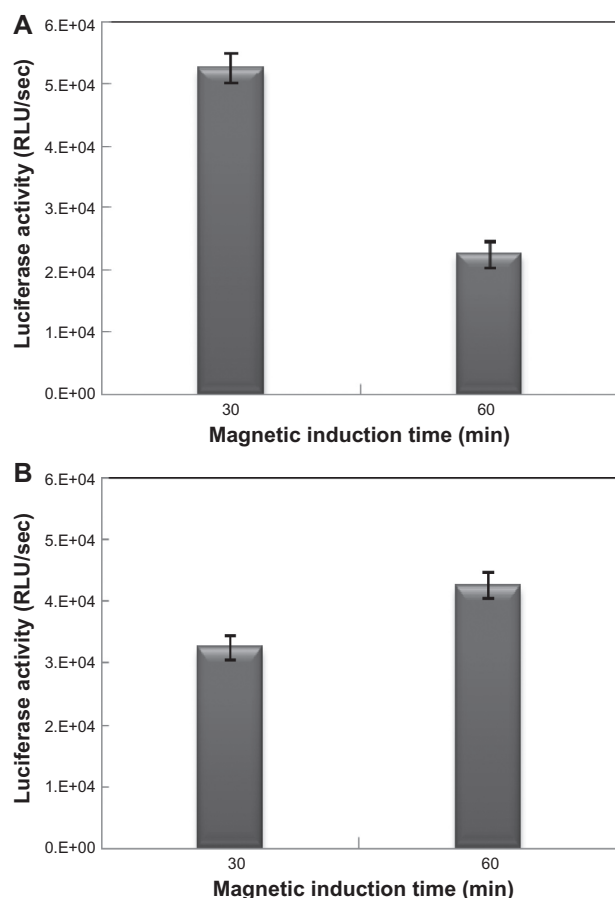 A
Luciferase activity (RLU/sec)
6.E+04
5.E+04
4.E+04
3.E+04
2.E+04
1.E+04
0.E+00
30
60
Magnetic induction time (min)
B
Luciferase activity (RLU/sec)
6.E+04
5.E+04
4.E+04
3.E+04
2.E+04
1.E+04
0.E+00
30
60
Magnetic induction time (min)